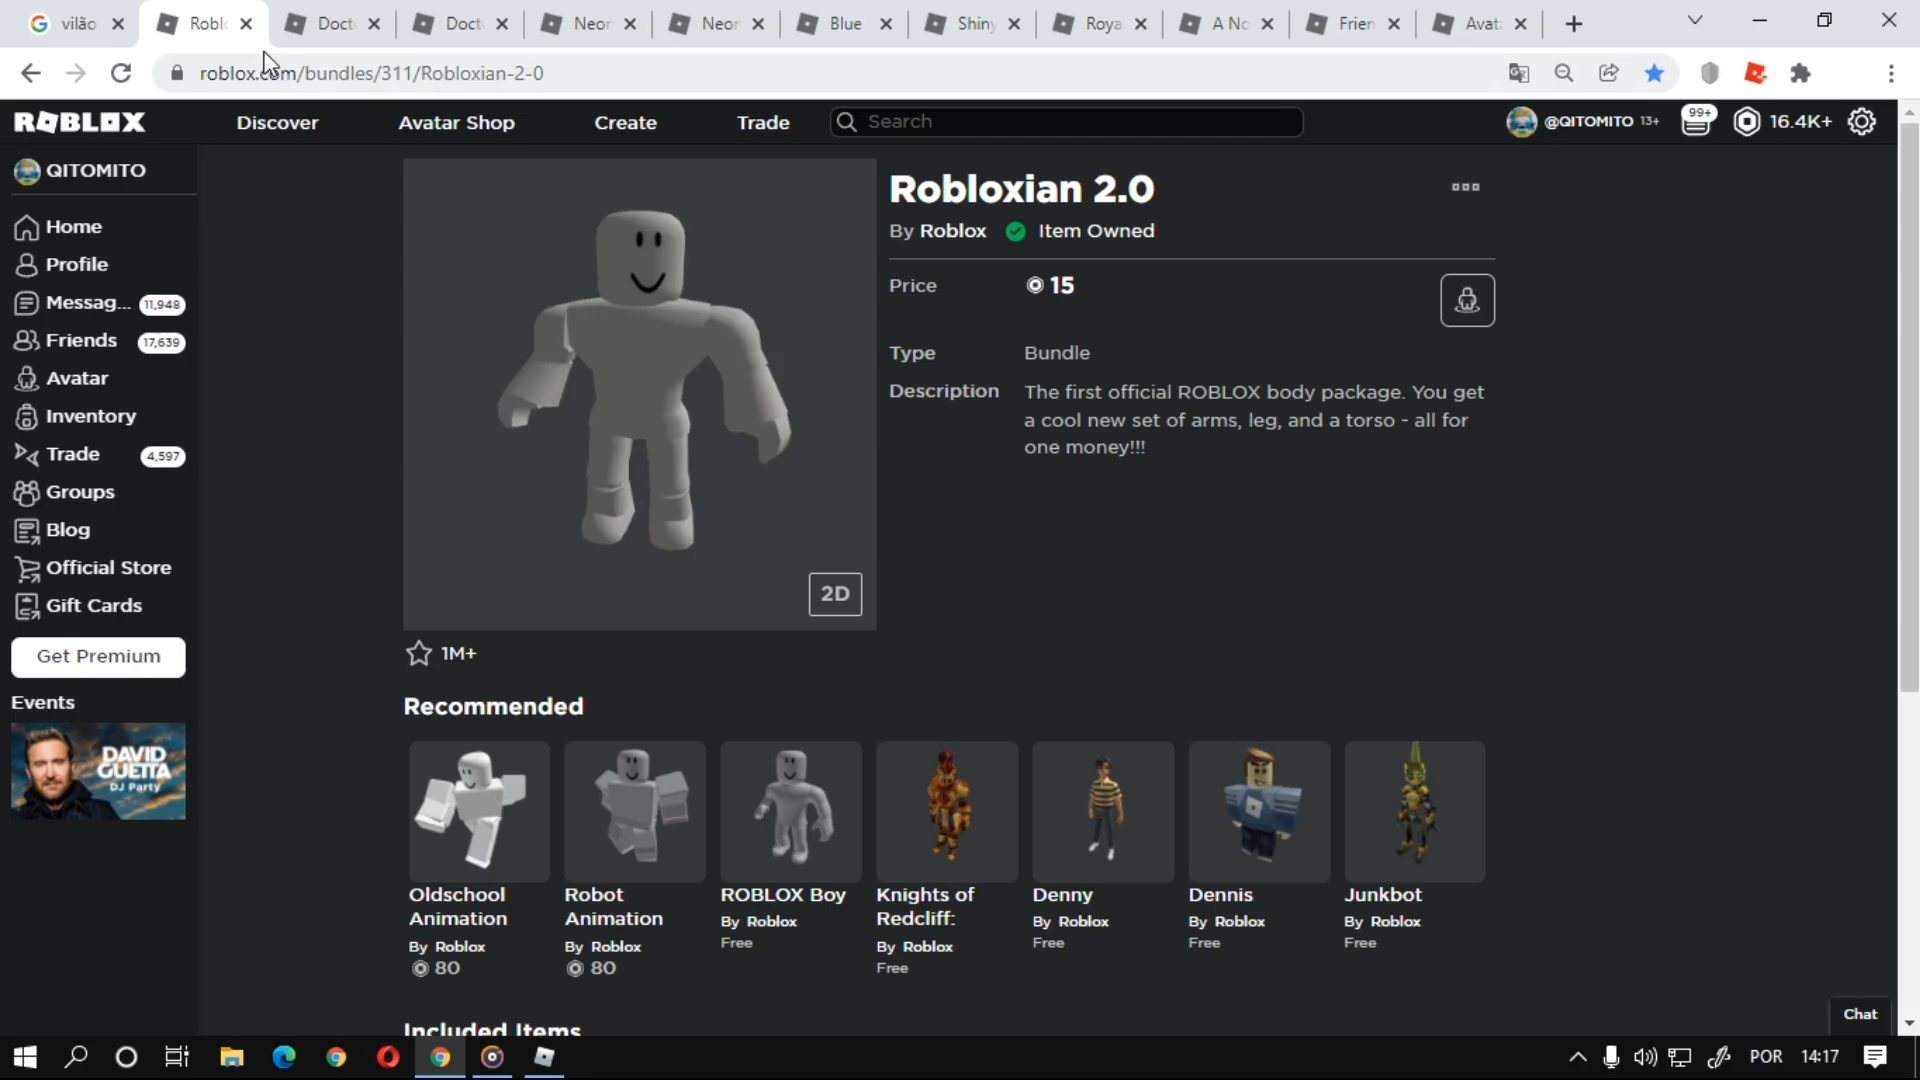 vilão
Roblo
Docto
Docto
Neon
Neon
Blue
Shiny
Roya
A No
Frien
Avat
roblox.com/bundles/311/Robloxian-2-0
ROBLOX
Discover
Avatar Shop
Create
Trade
Search
@QITOMITO 13+
99+
16.4K+
QITOMITO
Home
Profile
Messag... 11,948
Friends 17,639
Avatar
Inventory
Trade 4,597
Groups
Blog
Official Store
Gift Cards
Get Premium
Events
DAVID
GUETTA
DJ Party
2D
1M+
Robloxian 2.0
By Roblox Item Owned
Price 15
Type Bundle
Description The first official ROBLOX body package. You get
a cool new set of arms, leg, and a torso - all for
one money!!!
Recommended
Oldschool
Animation
By Roblox
80
Robot
Animation
By Roblox
80
ROBLOX Boy
By Roblox
Free
Knights of
Redcliff:
By Roblox
Free
Denny
By Roblox
Free
Dennis
By Roblox
Free
Junkbot
By Roblox
Free
Included Items
Chat
POR
14:17